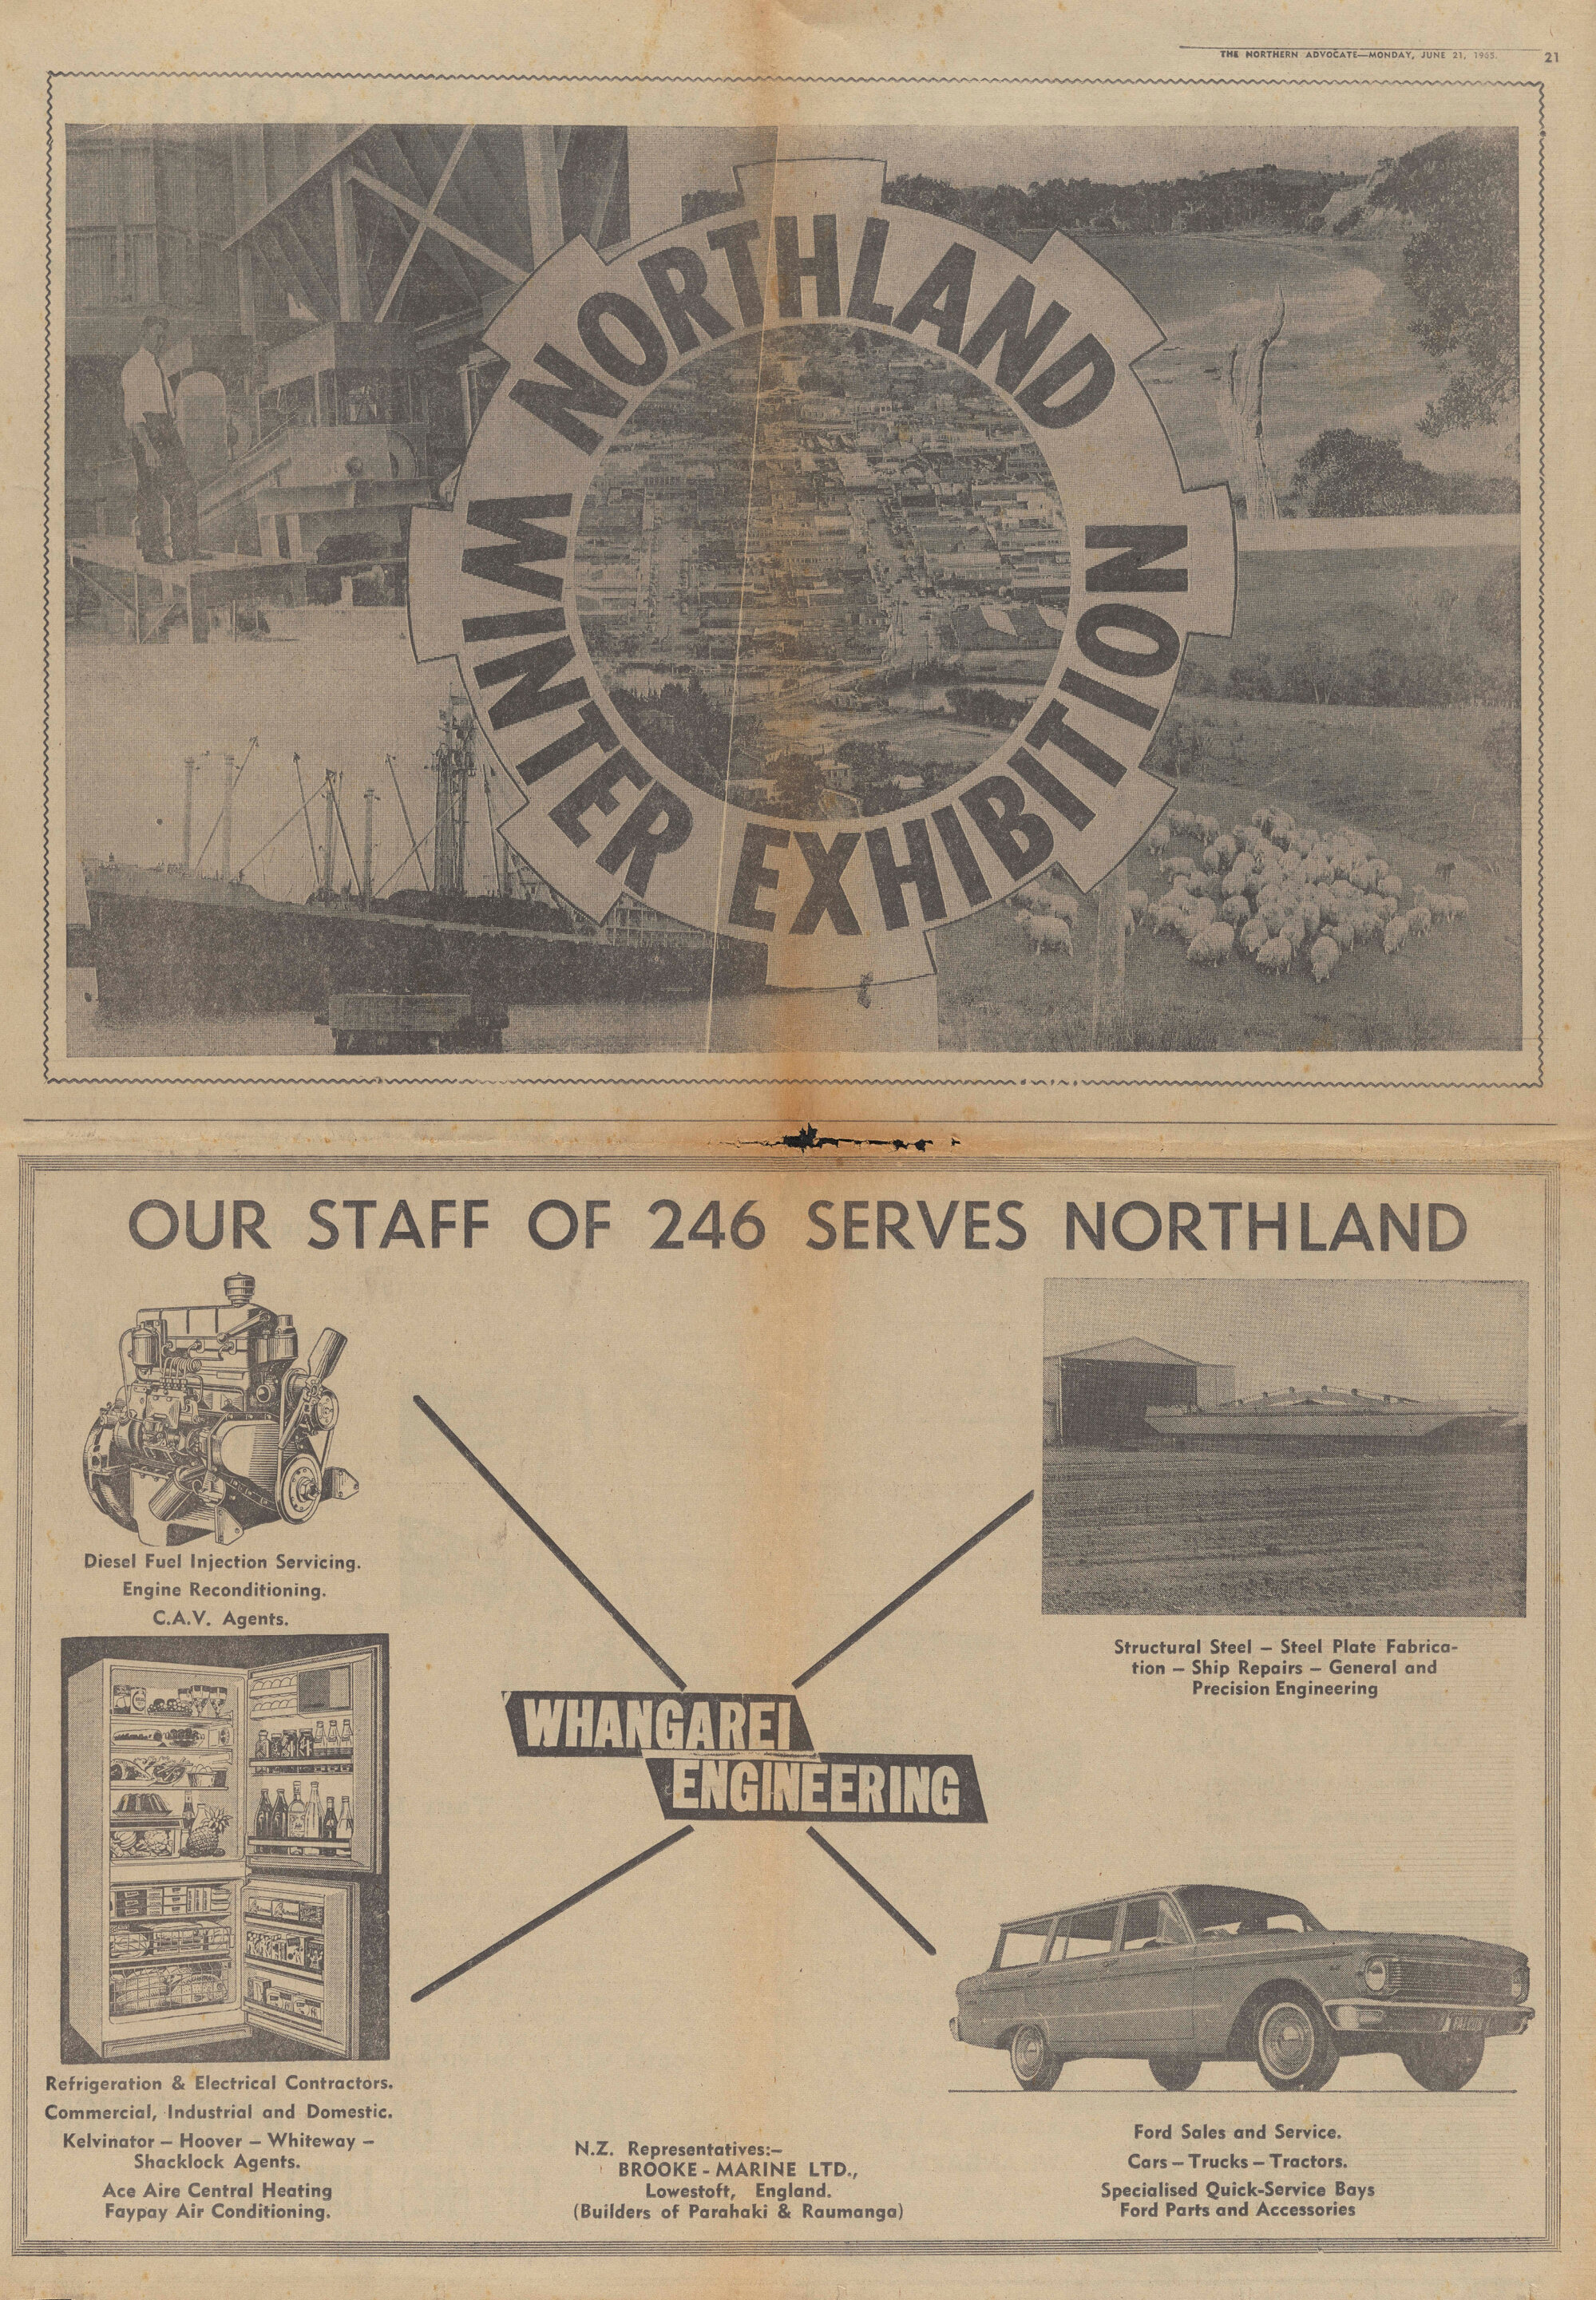 THE NORTHERN ADVOCATE—MONDAY, JUNE 21, 1965.
21
NORTHLAND
WINTER EXHIBITION
OUR STAFF OF 246 SERVES NORTHLAND
Diesel Fuel Injection Servicing.
Engine Reconditioning.
C.A.V. Agents.
Structural Steel — Steel Plate Fabrica-
tion — Ship Repairs — General and
Precision Engineering
WHANGAREI
ENGINEERING
FALCON
Refrigeration & Electrical Contractors.
Commercial, Industrial and Domestic.
Kelvinator — Hoover — Whiteway —
Shacklock Agents.
Ace Aire Central Heating
Faypay Air Conditioning.
N.Z. Representatives:—
BROOKE - MARINE LTD.,
Lowestoft, England.
(Builders of Parahaki & Raumanga)
Ford Sales and Service.
Cars — Trucks — Tractors.
Specialised Quick-Service Bays
Ford Parts and Accessories